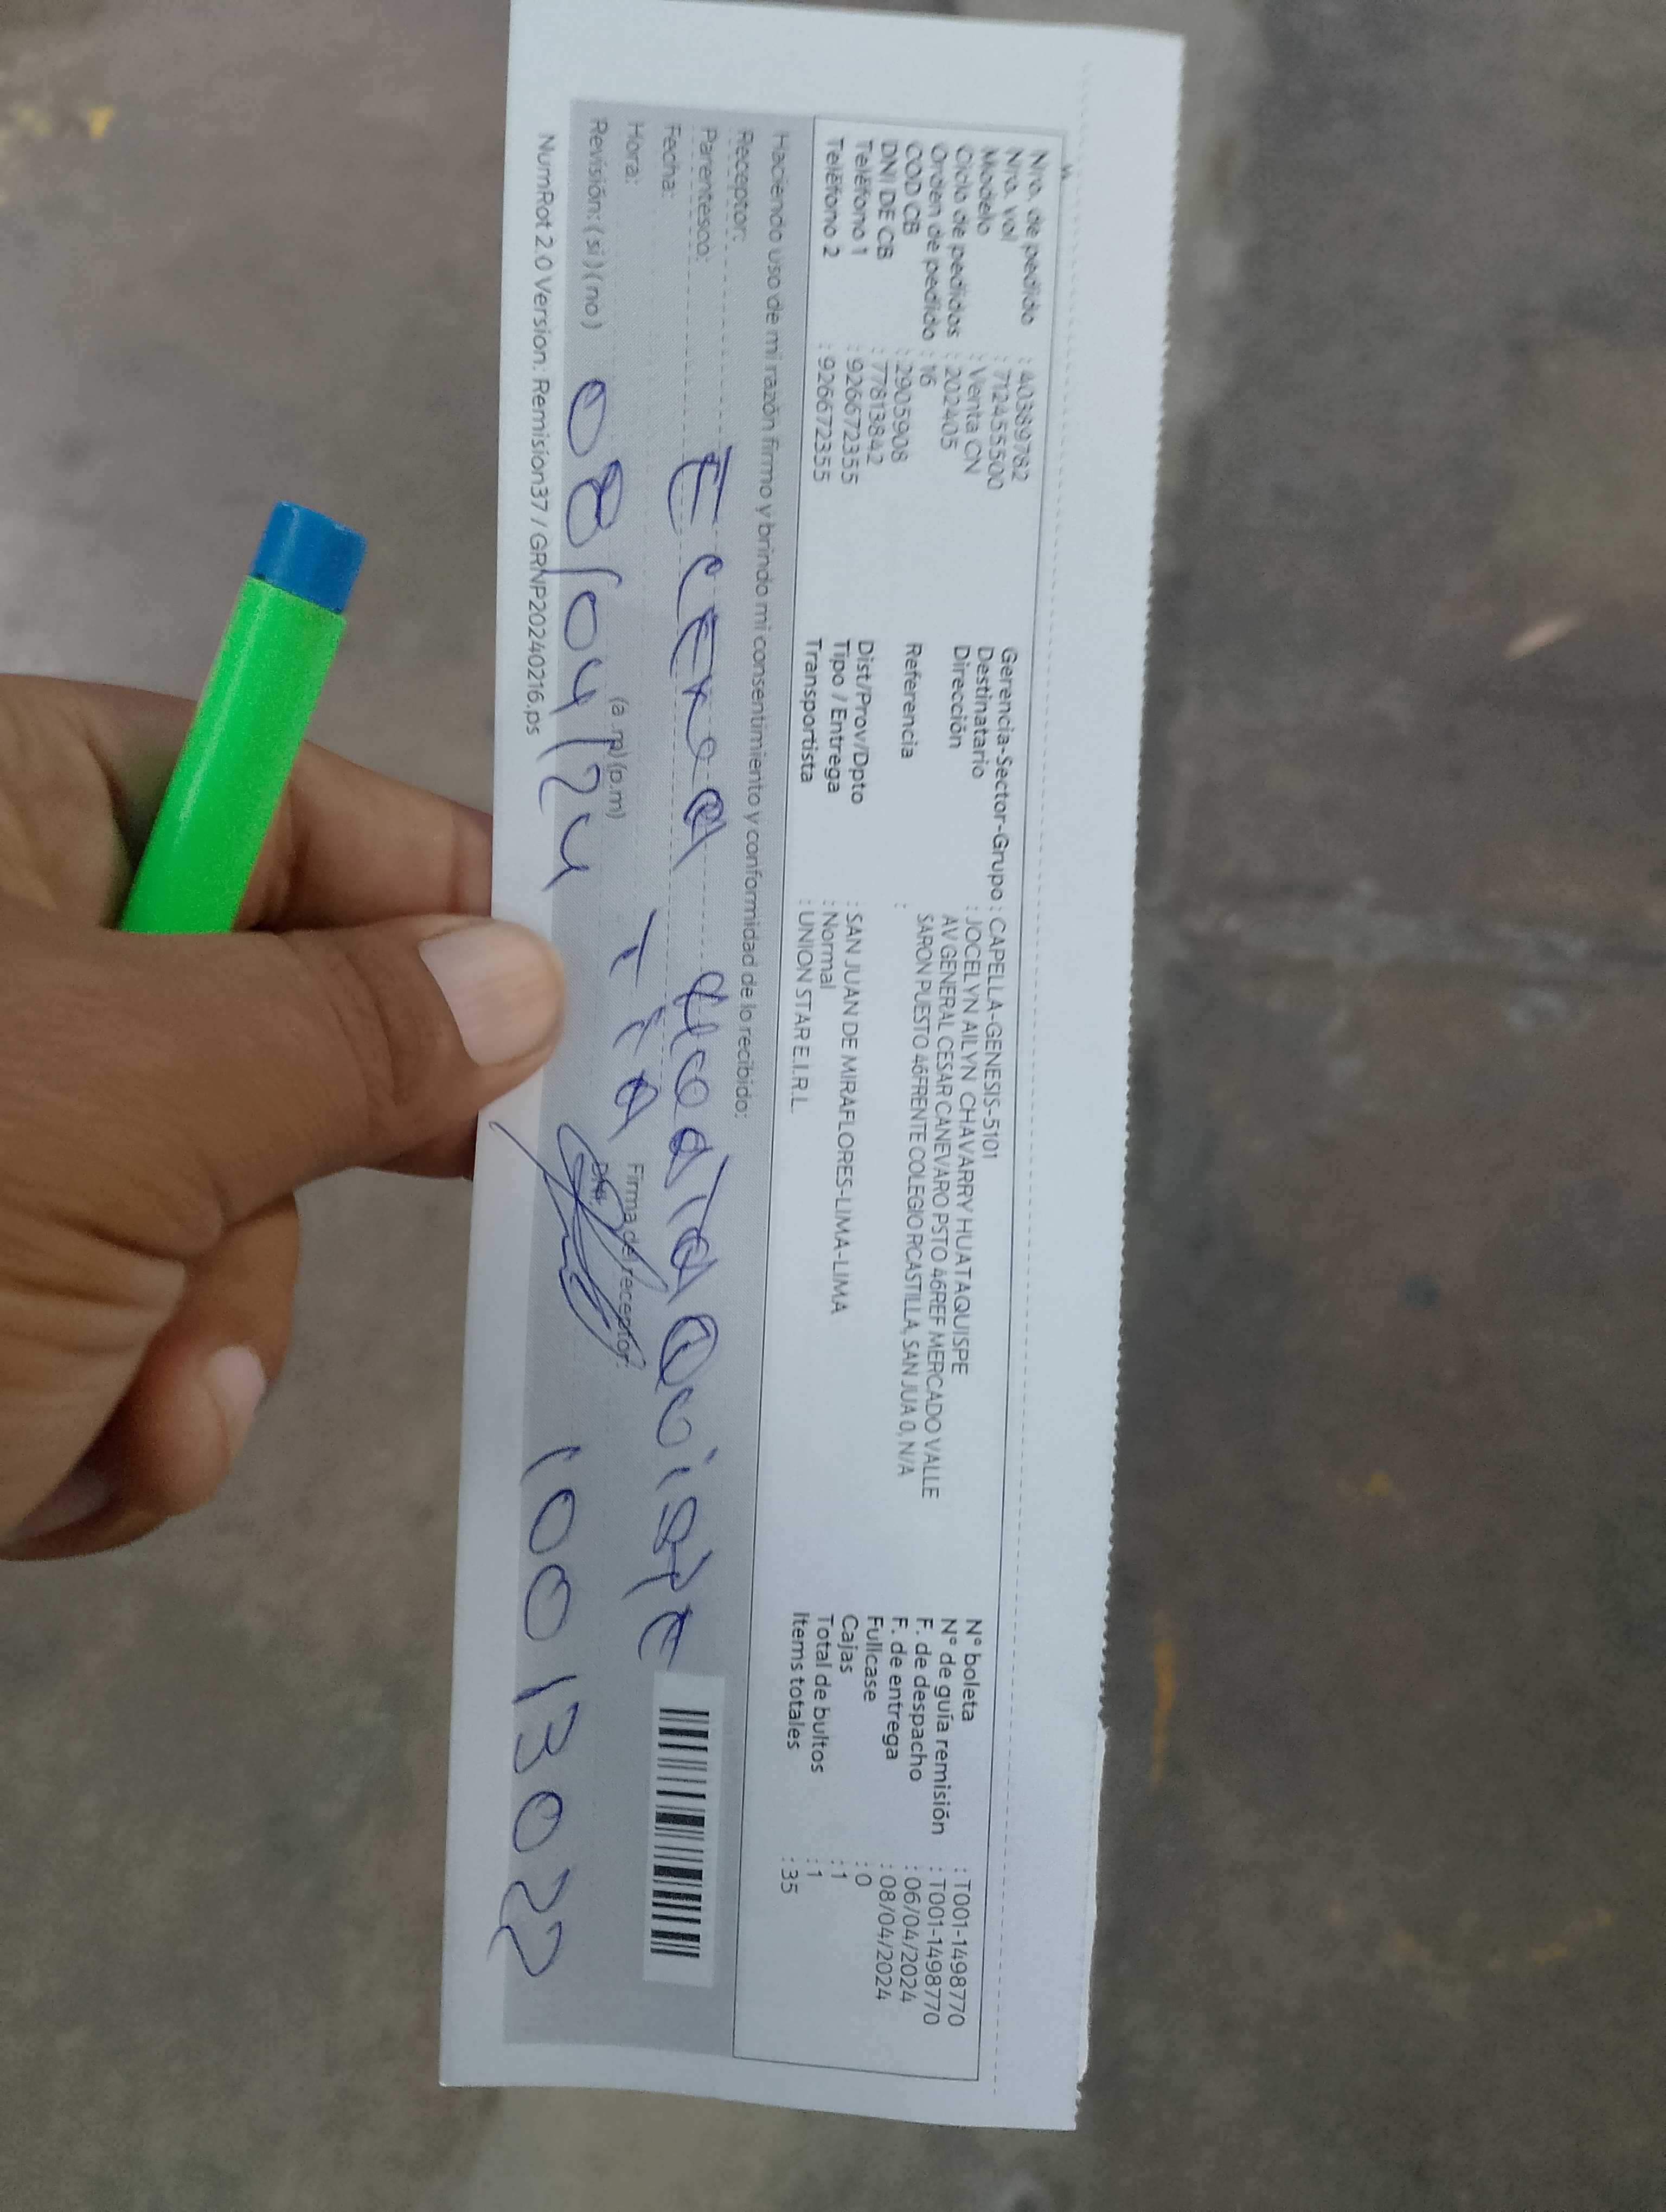 Nro. de pedido : 40389782
Nro. vol : 712455500
Modelo : Venta CN
Ciclo de pedidos : 202405
Orden de pedido : 16
COD CB : 2905908
DNI DE CB : 77813842
Teléfono 1 : 926672355
Teléfono 2 : 926672355
Gerencia-Sector-Grupo : CAPELLA-GENESIS-5101
Destinatario : JOCELYN AILYN CHAVARRY HUATAQUISPE
Dirección AV GENERAL CESAR CANEVARO PSTO 46REF MERCADO VALLE
SARON PUESTO 46FRENTE COLEGIO RCASTILLA, SAN JUA 0, N/A
Referencia :
Dist/Prov/Dpto : SAN JUAN DE MIRAFLORES-LIMA-LIMA
Tipo / Entrega : Normal
Transportista : UNION STAR E.I.R.L.
N° boleta : T001-1498770
N° de guía remisión : T001-1498770
F. de despacho : 06/04/2024
F. de entrega : 08/04/2024
Fullcase : 0
Cajas : 1
Total de bultos : 1
Items totales : 35
Haciendo uso de mi razón firmo y brindo mi consentimiento y conformidad de lo recibido:
Receptor:
Parentesco: Tia
Fecha:
Hora: (a.m) (p.m)
Firma del receptor:
Revisión: ( si ) ( no ) 08/04/24
DNI: 10013022
NumRot 2.0 Version: Remision37 / GRNP20240216.ps